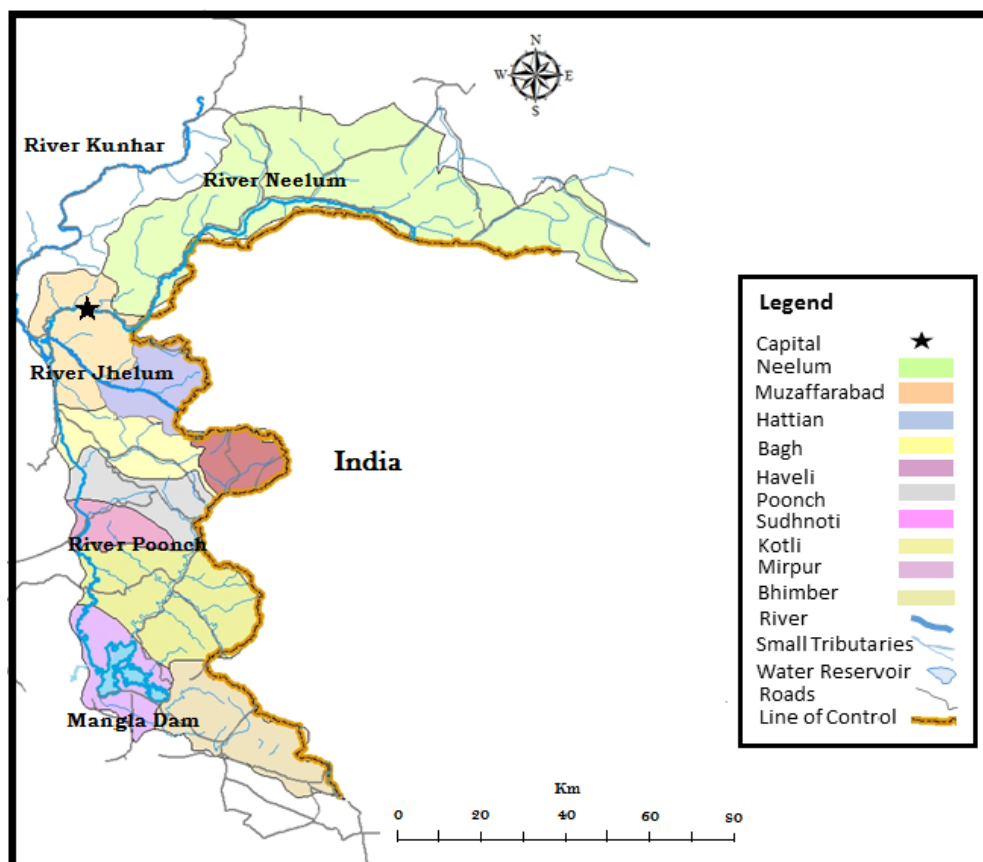 N
W E
S
River Kunhar
River Neelum
River Jhelum
India
River Poonch
Mangla Dam
Legend
Capital
Neelum
Muzaffarabad
Hattian
Bagh
Haveli
Poonch
Sudhnoti
Kotli
Mirpur
Bhimber
River
Small Tributaries
Water Reservoir
Roads
Line of Control
Km
0 20 40 60 80